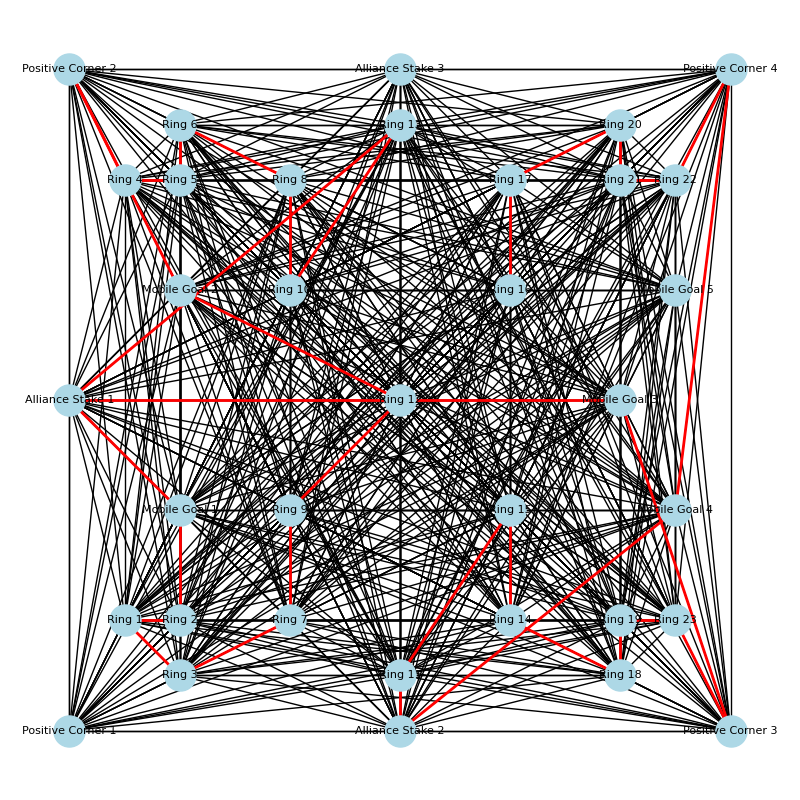 Positive Corner 2
Alliance Stake 3
Positive Corner 4
Ring 6
Ring 13
Ring 20
Ring 4
Ring 5
Ring 8
Ring 17
Ring 21
Ring 22
Mobile Goal 2
Ring 10
Ring 16
Mobile Goal 5
Alliance Stake 1
Ring 12
Mobile Goal 3
Mobile Goal 1
Ring 9
Ring 15
Mobile Goal 4
Ring 1
Ring 2
Ring 7
Ring 14
Ring 19
Ring 23
Ring 3
Ring 11
Ring 18
Positive Corner 1
Alliance Stake 2
Positive Corner 3